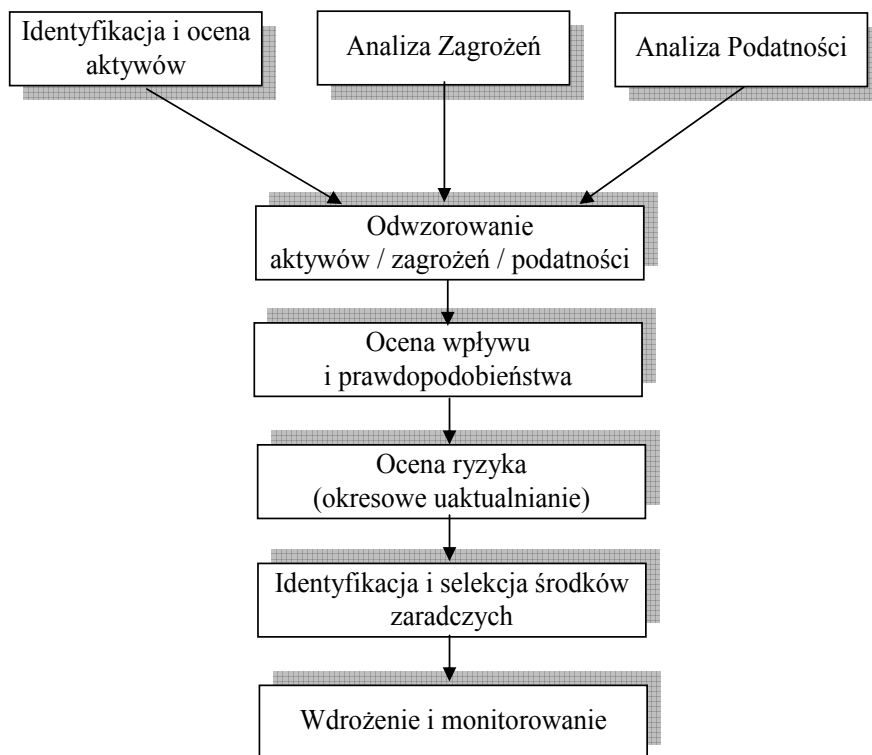 Identyfikacja i ocena
aktywów
Analiza Zagrożeń
Analiza Podatności
Odwzorowanie
aktywów / zagrożeń / podatności
Ocena wpływu
i prawdopodobieństwa
Ocena ryzyka
(okresowe uaktualnianie)
Identyfikacja i selekcja środków
zaradczych
Wdrożenie i monitorowanie